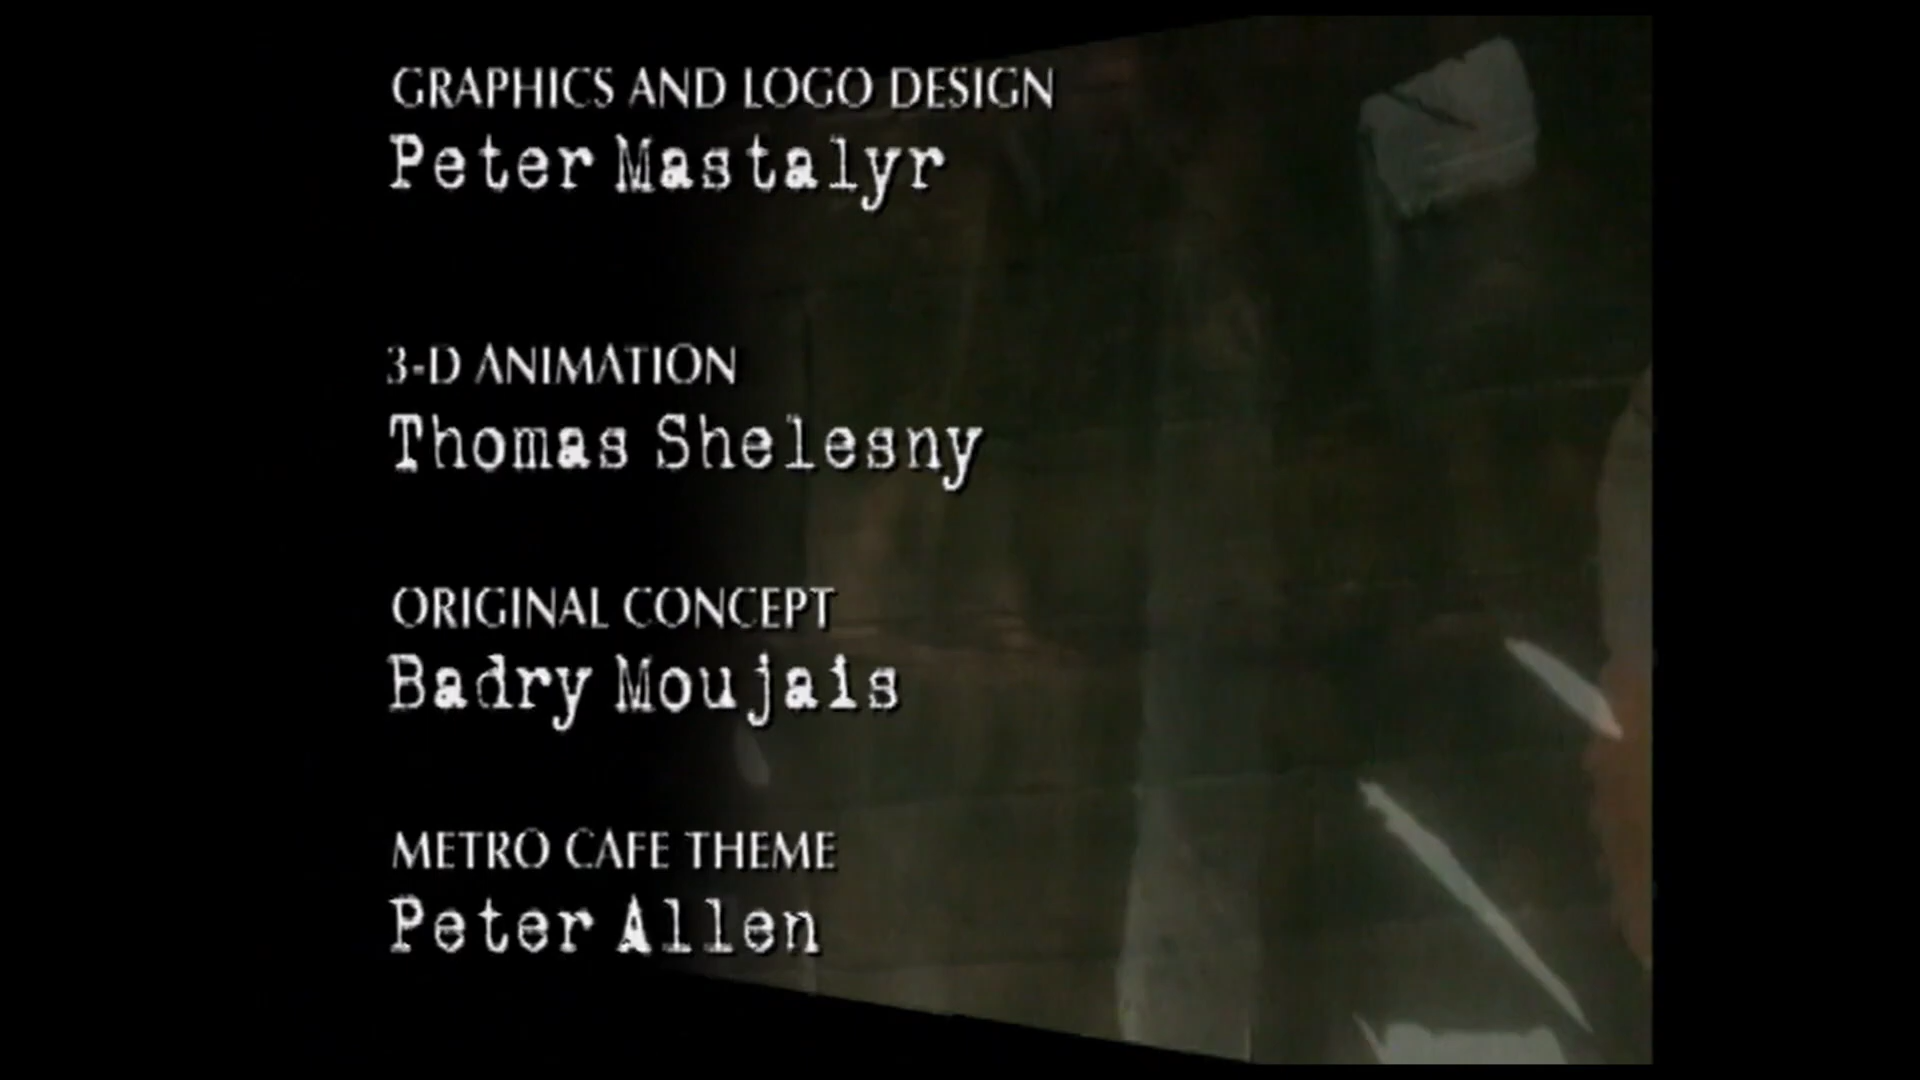 GRAPHICS AND LOGO DESIGN
Peter Mastalyr
3-D ANIMATION
Thomas Shelesny
ORIGINAL CONCEPT
Badry Moujais
METRO CAFE THEME
Peter Allen